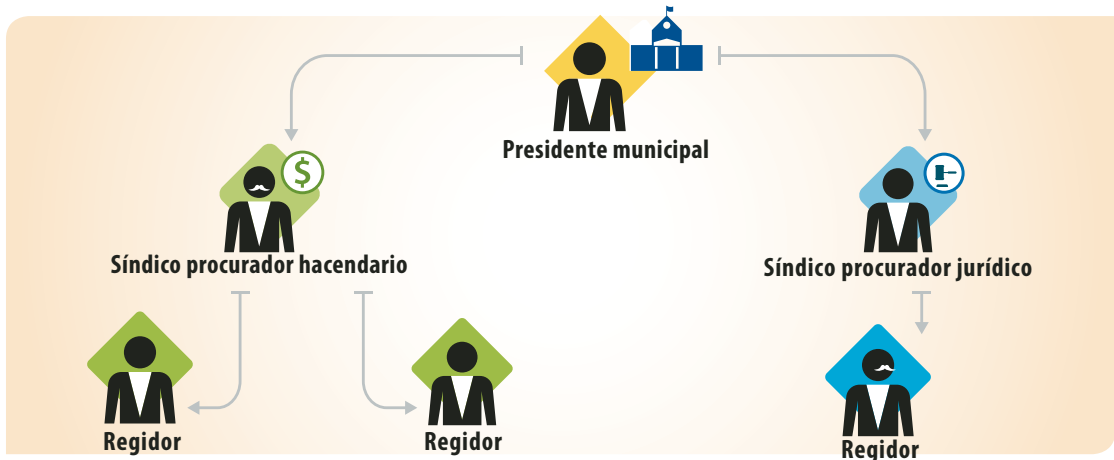 $
Presidente municipal
Síndico procurador hacendario
Síndico procurador jurídico
Regidor
Regidor
Regidor